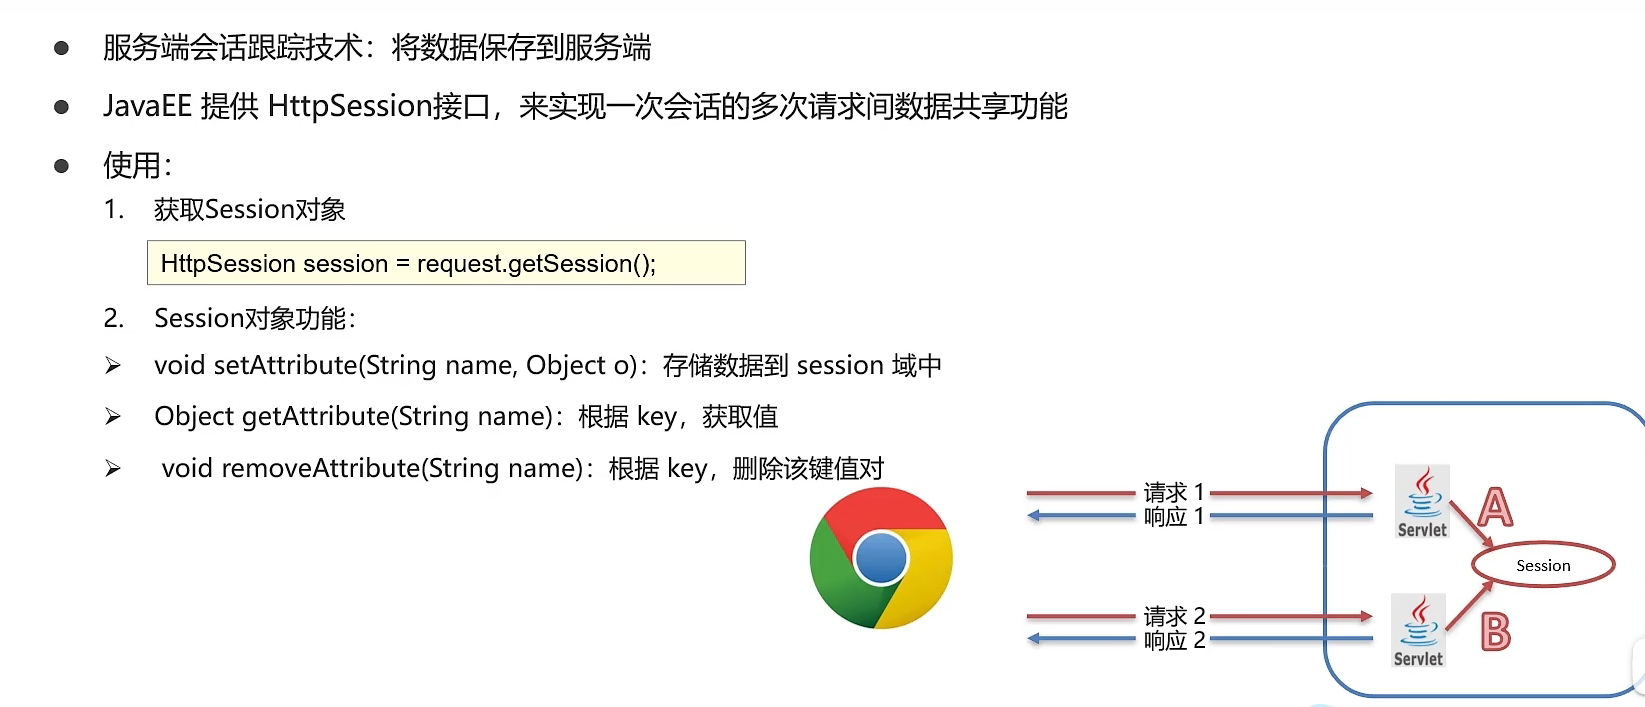 服务端会话跟踪技术：将数据保存到服务端
JavaEE 提供 HttpSession接口，来实现一次会话的多次请求间数据共享功能
使用：
1. 获取Session对象
HttpSession session = request.getSession();
2. Session对象功能：
void setAttribute(String name, Object o)：存储数据到 session 域中
Object getAttribute(String name)：根据 key，获取值
void removeAttribute(String name)：根据 key，删除该键值对
请求 1
响应 1
Servlet
A
Session
请求 2
响应 2
Servlet
B